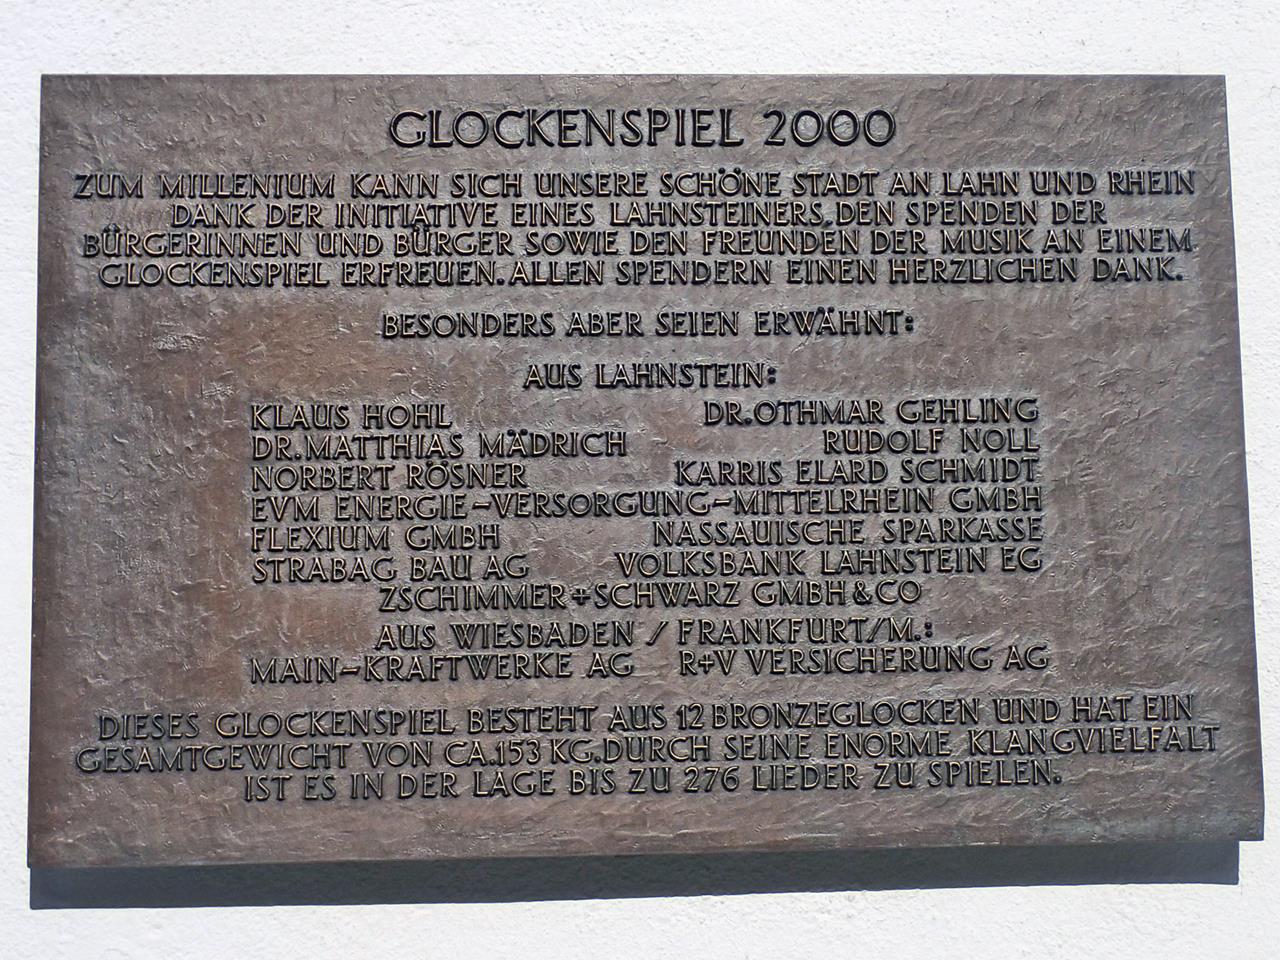 GLOCKENSPIEL 2000
ZUM MILLENIUM KANN SICH UNSERE SCHÖNE STADT AN LAHN UND RHEIN
DANK DER INITIATIVE EINES LAHNSTEINERS, DEN SPENDEN DER
BÜRGERINNEN UND BÜRGER, SOWIE DEN FREUNDEN DER MUSIK AN EINEM
GLOCKENSPIEL ERFREUEN. ALLEN SPENDERN EINEN HERZLICHEN DANK,
BESONDERS ABER SEIEN ERWÄHNT:
AUS LAHNSTEIN:
KLAUS HOHL DR. OTHMAR GEHLING
DR. MATTHIAS MÄDRICH RUDOLF NOLL
NORBERT RÖSNER KARRIS ELARD SCHMIDT
EVM ENERGIE-VERSORGUNG-MITTELRHEIN GMBH
FLEXIUM GMBH NASSAUISCHE SPARKASSE
STRABAG BAU AG VOLKSBANK LAHNSTEIN EG
ZSCHIMMER+SCHWARZ GMBH & CO
AUS WIESBADEN / FRANKFURT/M.:
MAIN-KRAFTWERKE AG R+V VERSICHERUNG AG
DIESES GLOCKENSPIEL BESTEHT AUS 12 BRONZEGLOCKEN UND HAT EIN
GESAMTGEWICHT VON CA. 153 KG. DURCH SEINE ENORME KLANGVIELFALT
IST ES IN DER LAGE BIS ZU 276 LIEDER ZU SPIELEN.